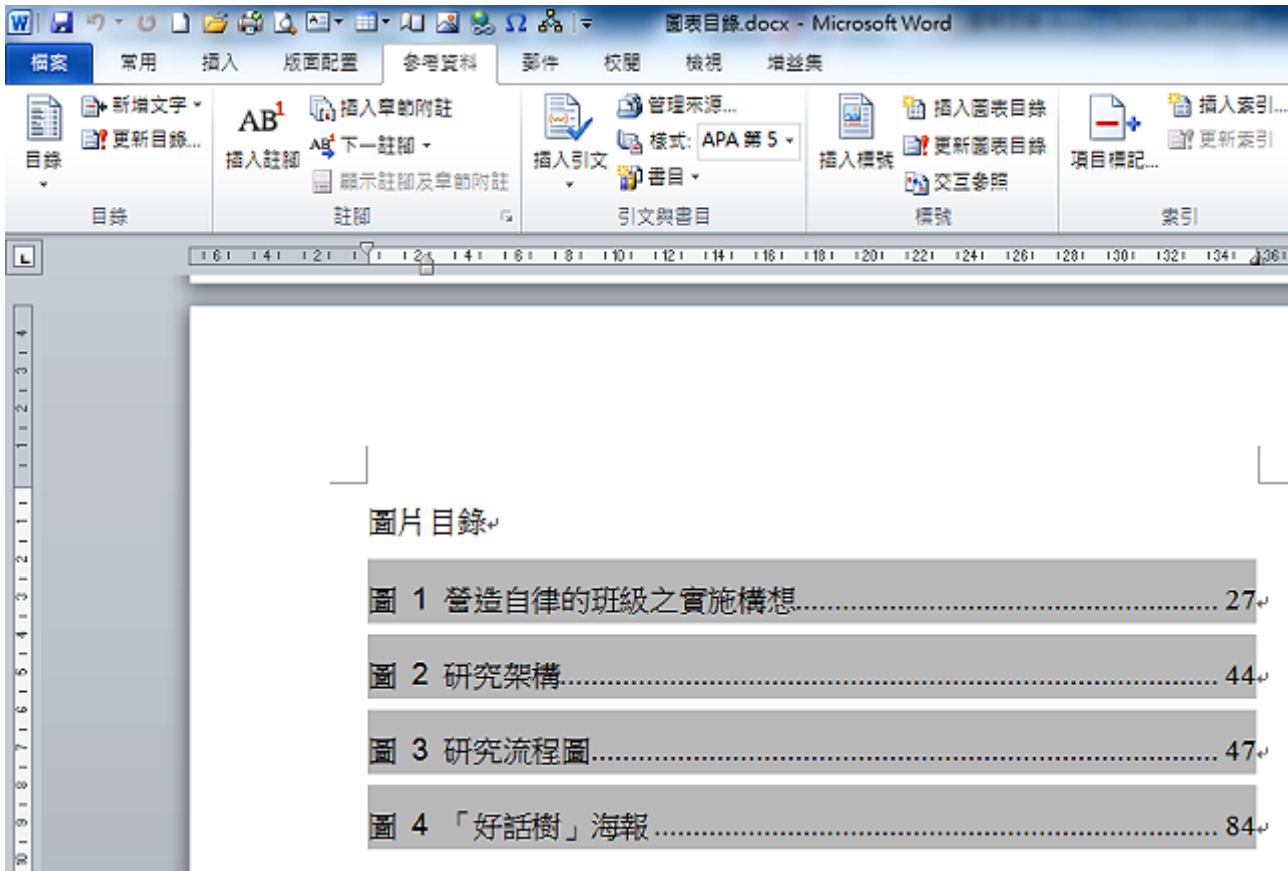 圖表目錄.docx - Microsoft Word
檔案 常用 插入 版面配置 參考資料 郵件 校閱 檢視 增益集
新增文字
更新目錄...
目錄
目錄
AB1
插入註腳
插入章節附註
AB1 下一註腳
顯示註腳及章節附註
註腳
插入引文
管理來源...
樣式: APA 第 5
書目
引文與書目
插入標號
插入圖表目錄
更新圖表目錄
交互參照
標號
項目標記...
插入索引...
更新索引
索引
圖片目錄
圖 1 營造自律的班級之實施構想........ 27
圖 2 研究架構........ 44
圖 3 研究流程圖........ 47
圖 4 「好話樹」海報........ 84